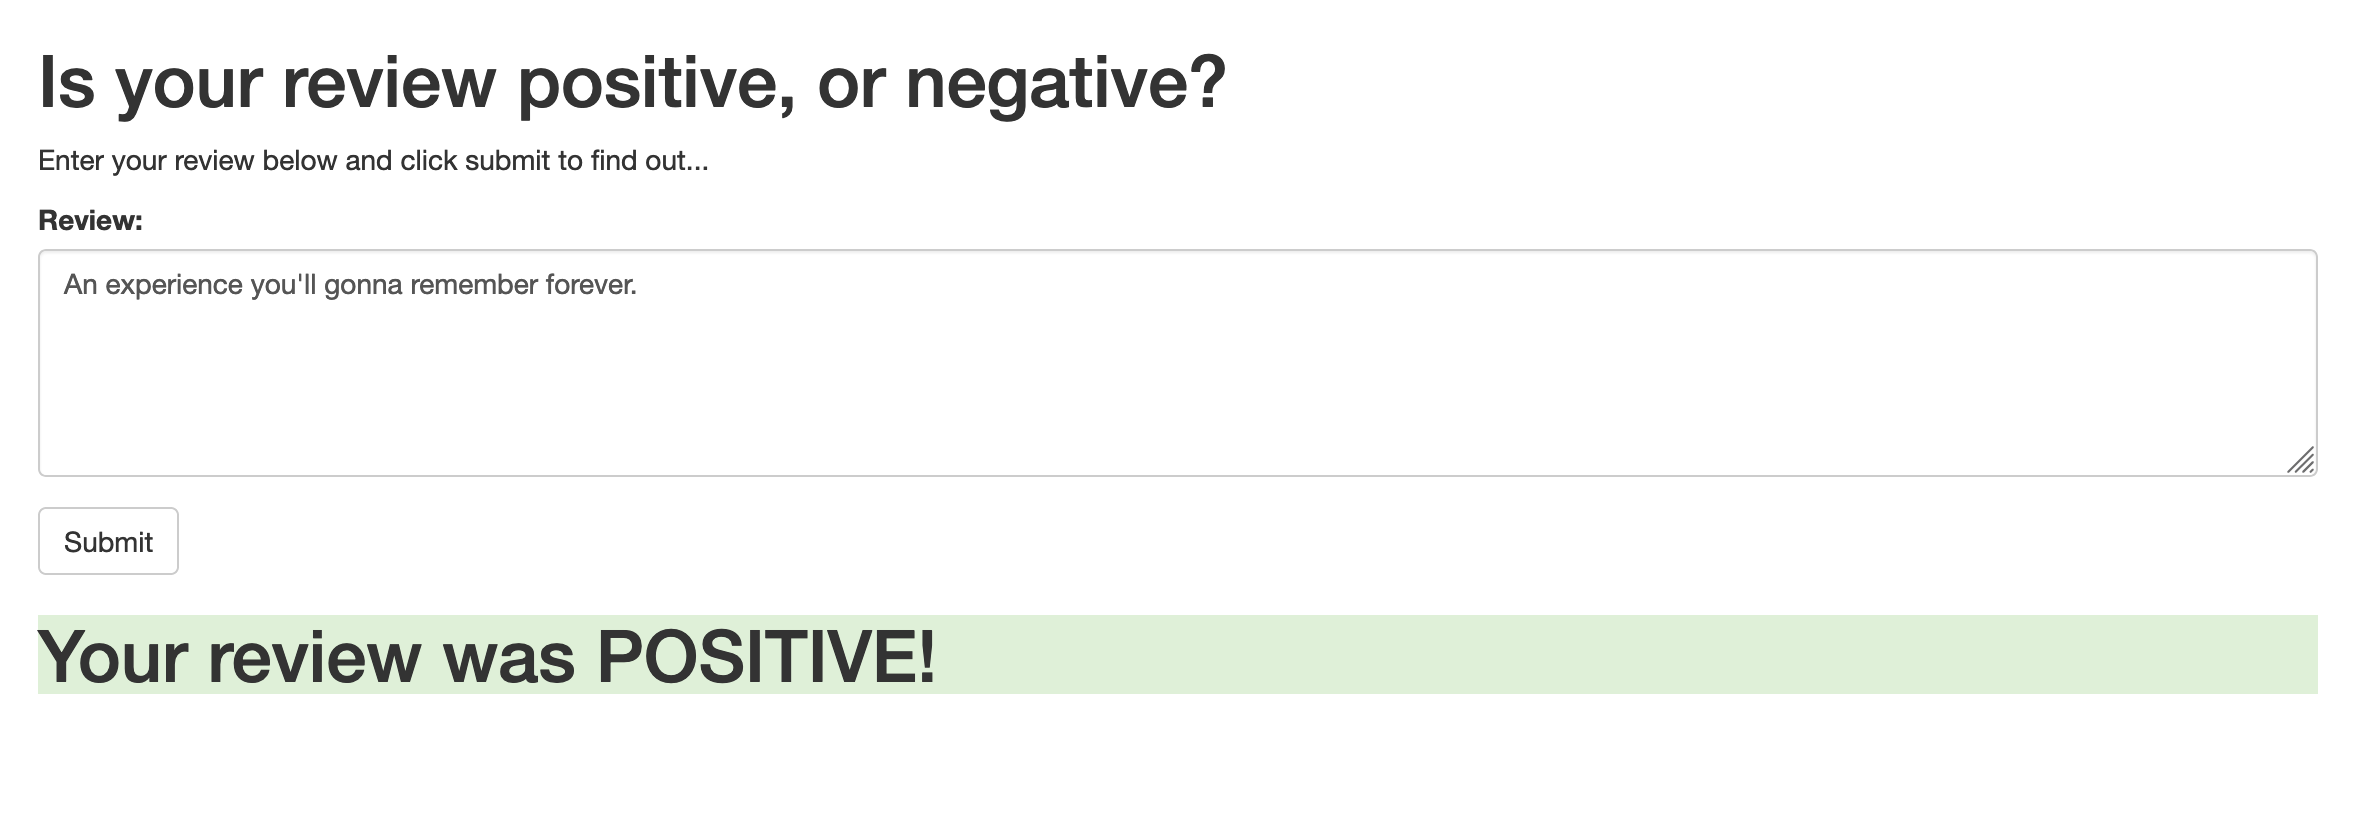 Is your review positive, or negative?
Enter your review below and click submit to find out...
Review:
An experience you'll gonna remember forever.
Submit
Your review was POSITIVE!